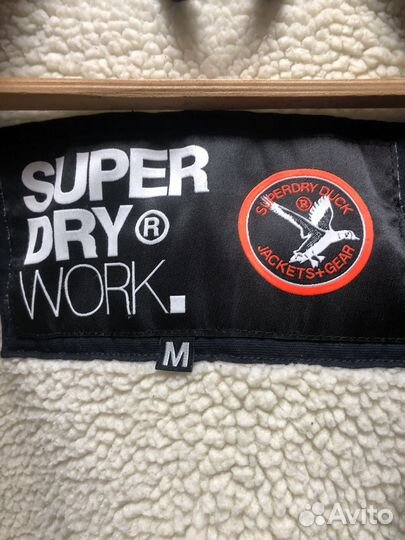 SUPER
DRY®
WORK.
SUPERDRY DUCK
®
JACKETS+GEAR
M
Avito